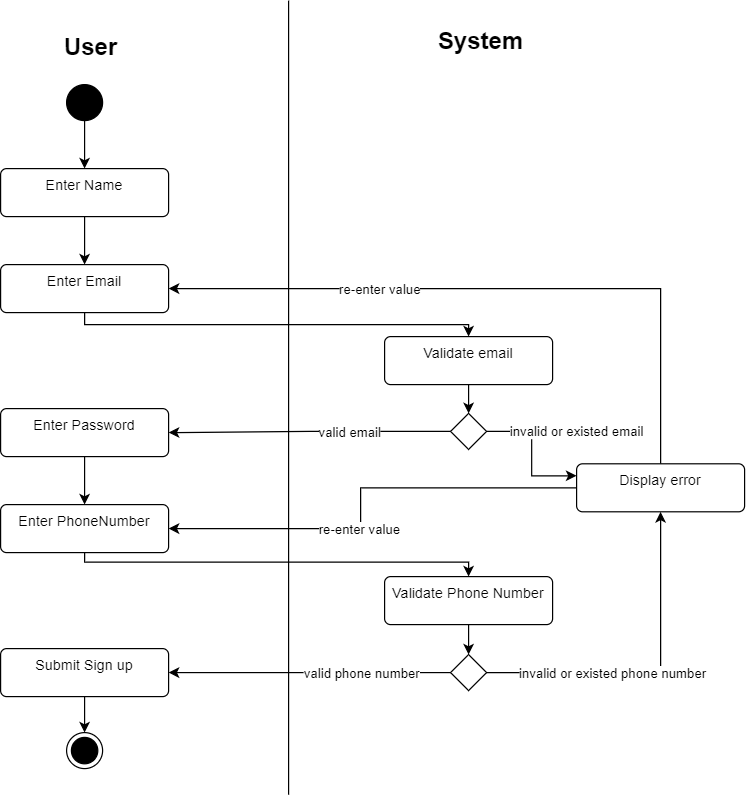 User
System
Enter Name
Enter Email
re-enter value
Validate email
Enter Password
valid email
invalid or existed email
Display error
Enter PhoneNumber
re-enter value
Validate Phone Number
Submit Sign up
valid phone number
invalid or existed phone number